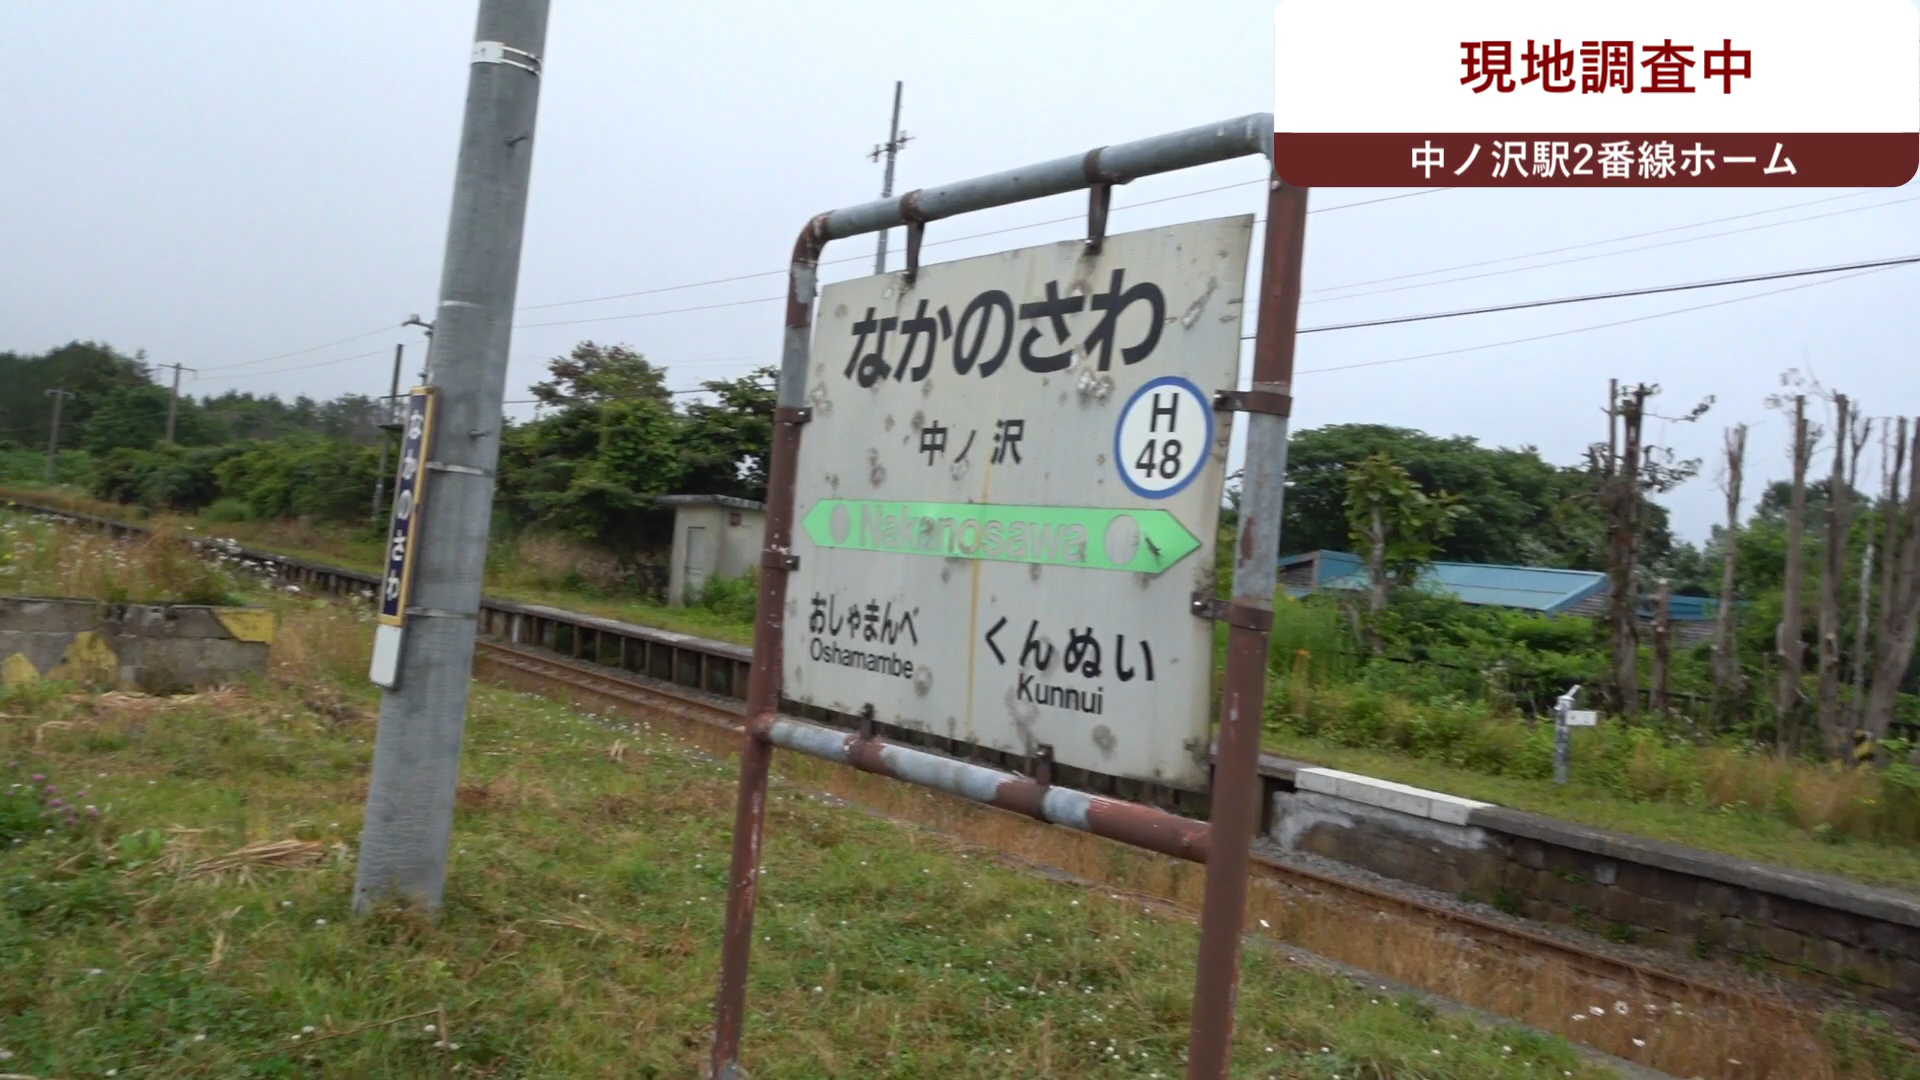 現地調査中
中ノ沢駅2番線ホーム
なかのさわ
中ノ沢
H
48
Nakanosawa
おしゃまんべ
Oshamambe
くんぬい
Kunnui
なかのさわ